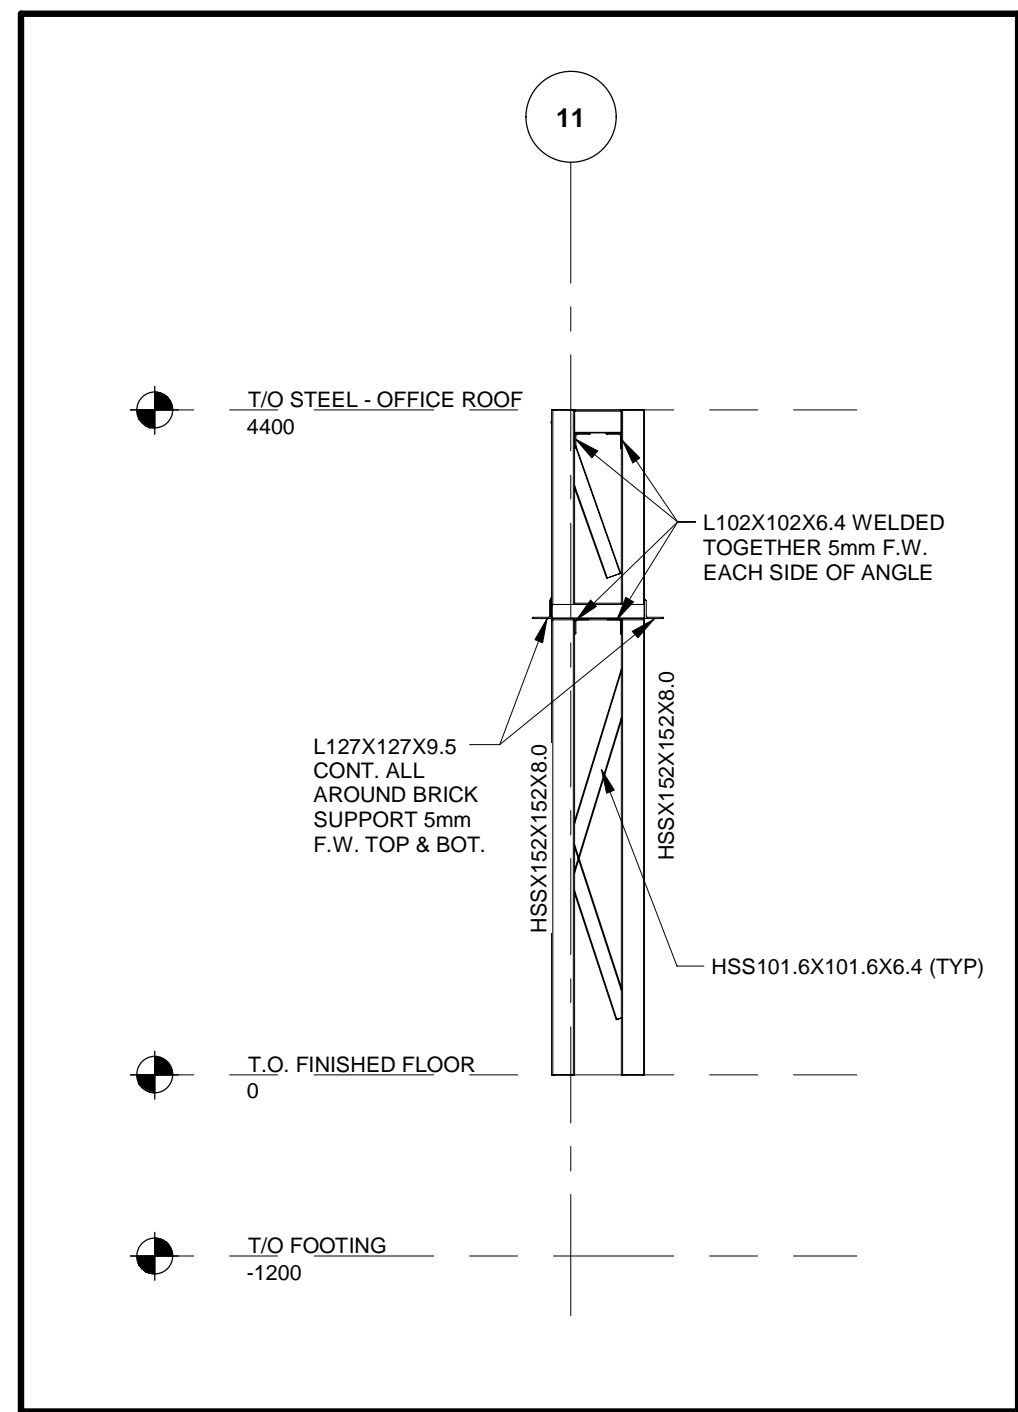 11
T/O STEEL - OFFICE ROOF
4400
L102X102X6.4 WELDED
TOGETHER 5mm F.W.
EACH SIDE OF ANGLE
L127X127X9.5
CONT. ALL
AROUND BRICK
SUPPORT 5mm
F.W. TOP & BOT.
HSSX152X152X8.0
HSSX152X152X8.0
HSS101.6X101.6X6.4 (TYP)
T.O. FINISHED FLOOR
0
T/O FOOTING
-1200